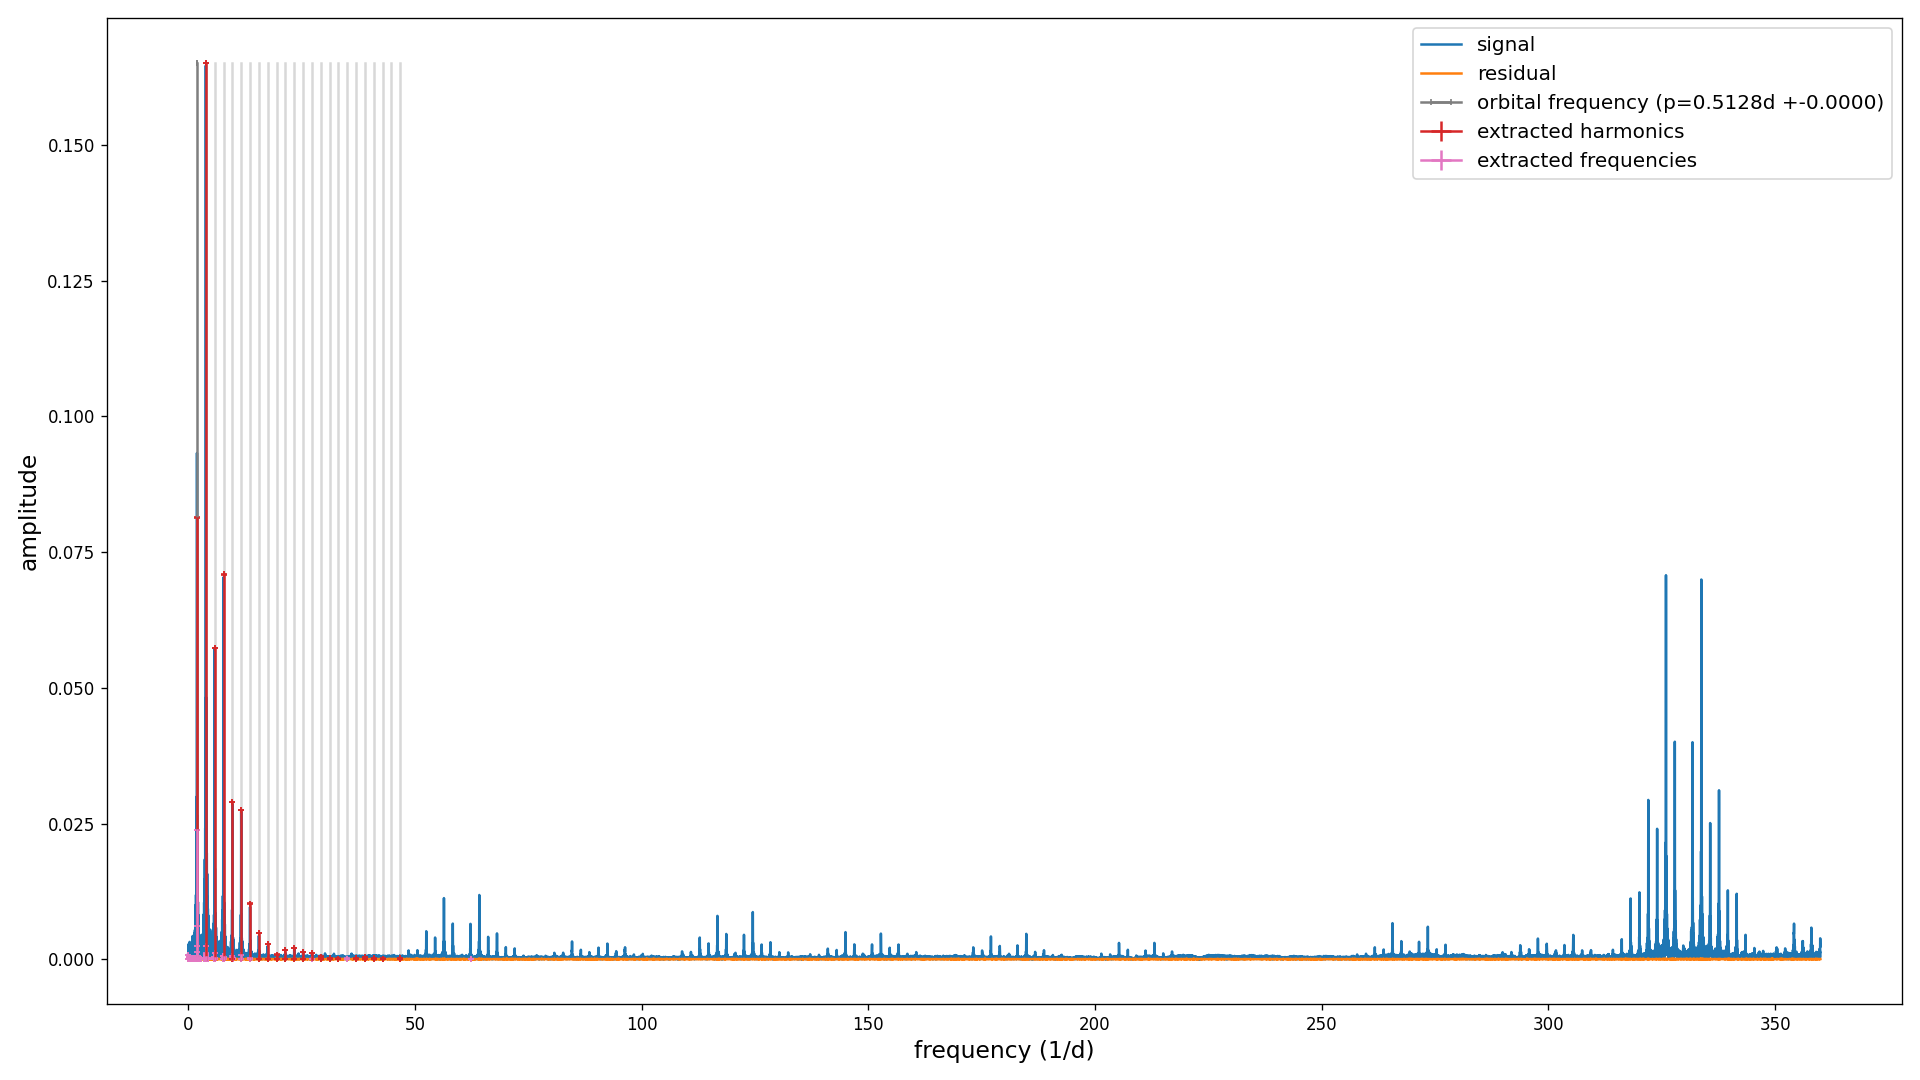 signal
residual
orbital frequency (p=0.5128d +-0.0000)
extracted harmonics
extracted frequencies
amplitude
0.150
0.125
0.100
0.075
0.050
0.025
0.000
0 50 100 150 200 250 300 350
frequency (1/d)